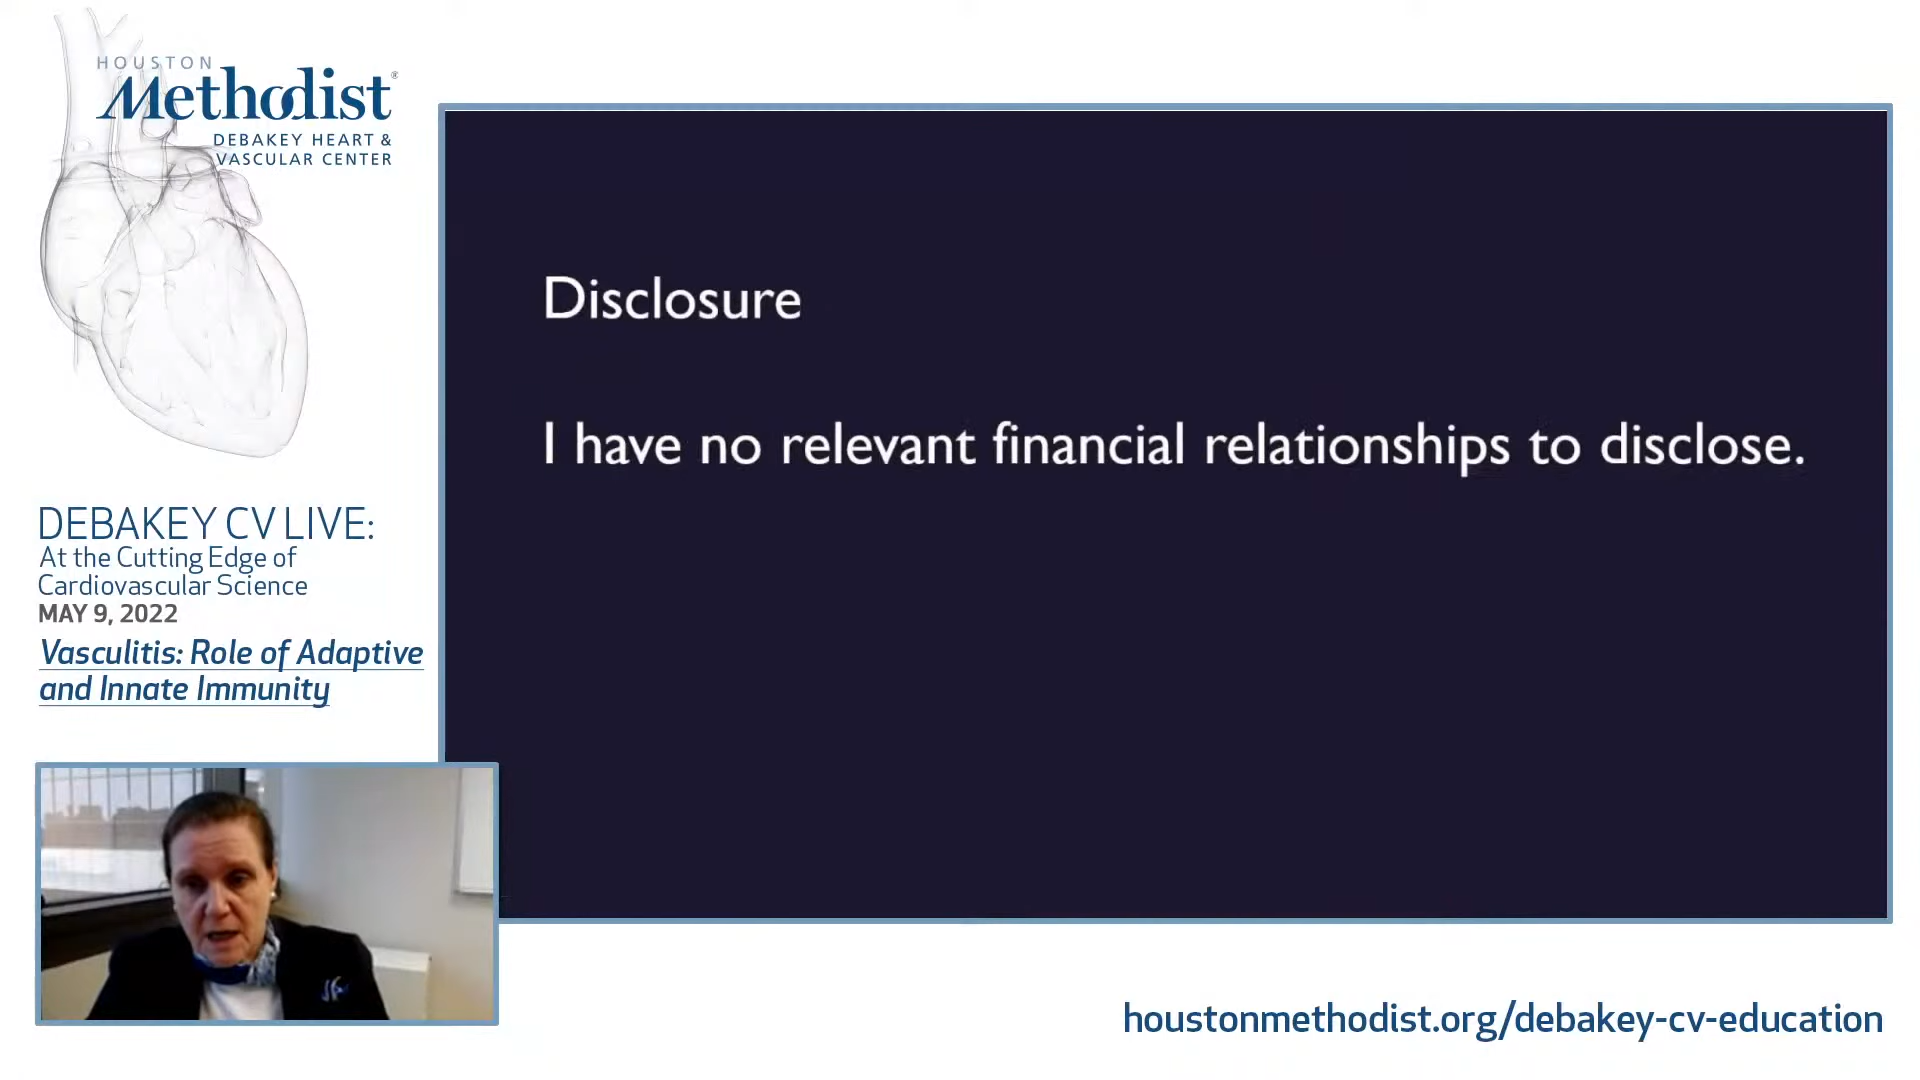 HOUSTON
Methodist®
DEBAKEY HEART &
VASCULAR CENTER
DEBAKEY CV LIVE:
At the Cutting Edge of
Cardiovascular Science
MAY 9, 2022
Vasculitis: Role of Adaptive
and Innate Immunity
Disclosure
I have no relevant financial relationships to disclose.
houstonmethodist.org/debakey-cv-education